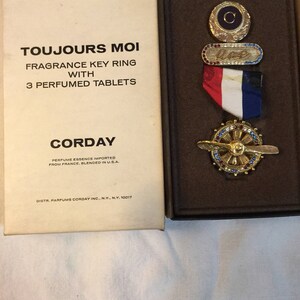 TOUJOURS MOI
FRAGRANCE KEY RING
WITH
3 PERFUMED TABLETS
CORDAY
PERFUME ESSENCE IMPORTED
FROM FRANCE. BLENDED IN U.S.A.
DISTR. PARFUMS CORDAY INC., N.Y., N.Y. 10017
C